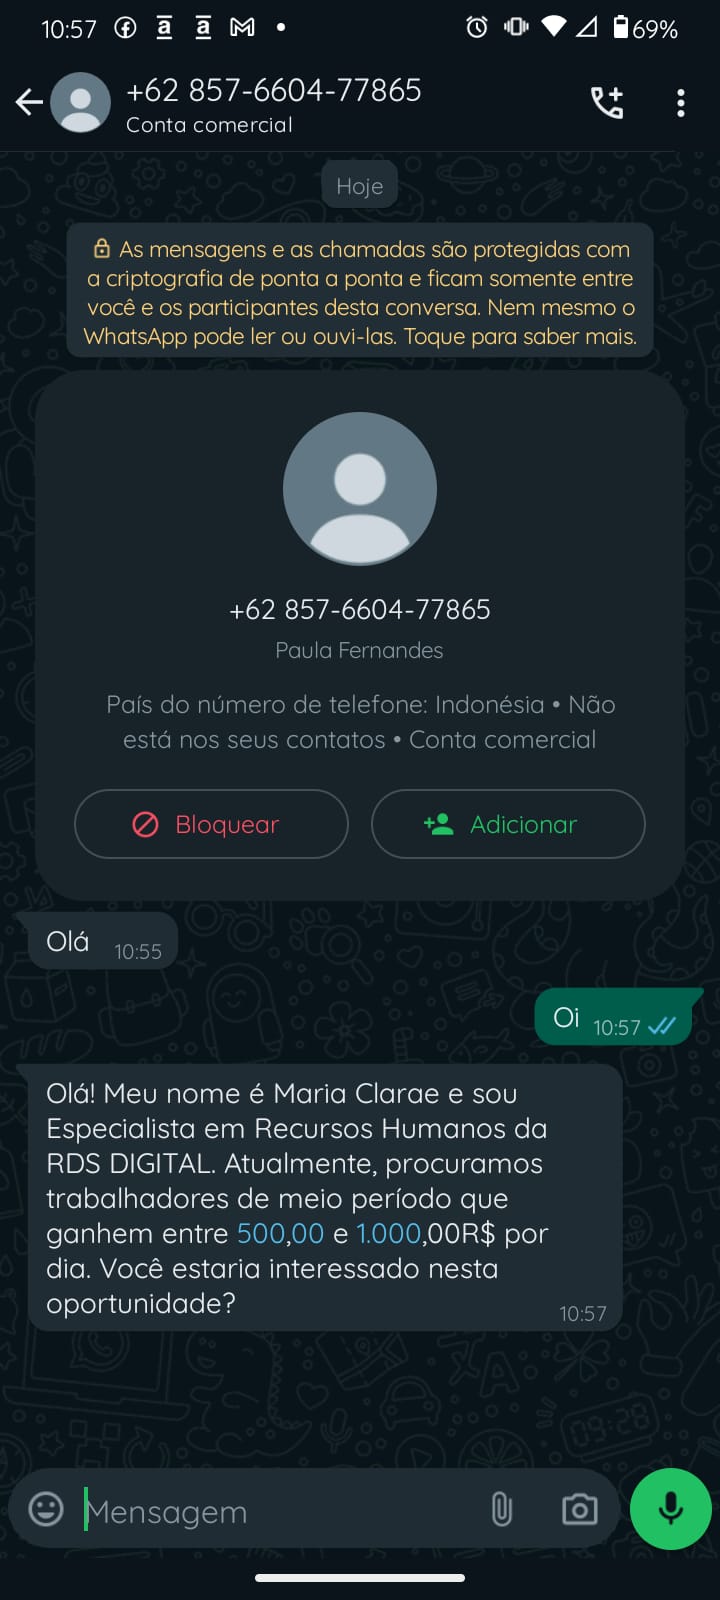 10:57
69%
+62 857-6604-77865
Conta comercial
Hoje
As mensagens e as chamadas são protegidas com
a criptografia de ponta a ponta e ficam somente entre
você e os participantes desta conversa. Nem mesmo o
WhatsApp pode ler ou ouvi-las. Toque para saber mais.
+62 857-6604-77865
Paula Fernandes
País do número de telefone: Indonésia • Não
está nos seus contatos • Conta comercial
Bloquear
Adicionar
Olá 10:55
Oi 10:57
Olá! Meu nome é Maria Clarae e sou
Especialista em Recursos Humanos da
RDS DIGITAL. Atualmente, procuramos
trabalhadores de meio período que
ganhem entre 500,00 e 1.000,00R$ por
dia. Você estaria interessado nesta
oportunidade?
10:57
Mensagem